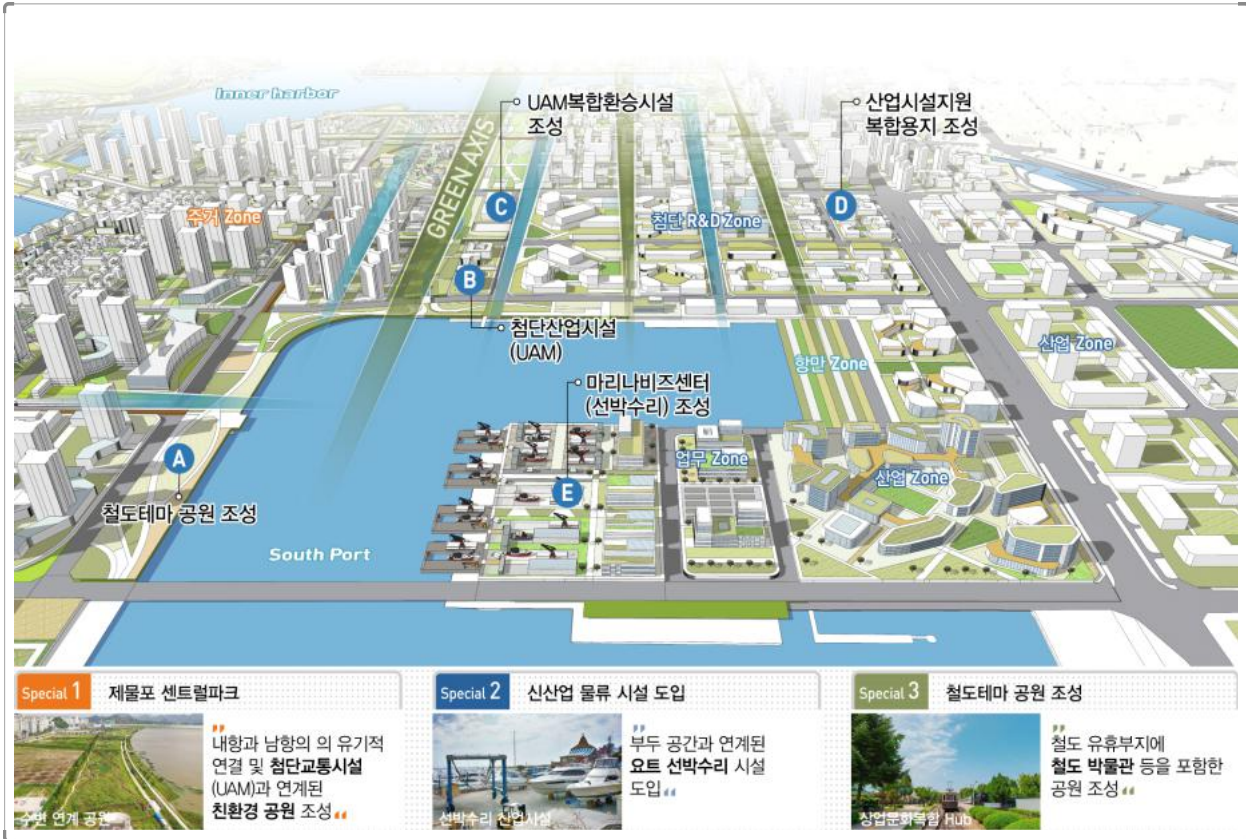 Inner harbor
UAM복합환승시설
조성
산업시설지원
복합용지 조성
GREEN AXIS
C
D
주거 Zone
첨단 R&D Zone
B
첨단산업시설
(UAM)
산업 Zone
항만 Zone
마리나비즈센터
(선박수리) 조성
A
철도테마 공원 조성
E
업무 Zone
산업 Zone
South Port
Special 1 제물포 센트럴파크
"
내항과 남항의 의 유기적
연결 및 첨단교통시설
(UAM)과 연계된
친환경 공원 조성"
수변 연계 공원
Special 2 신산업 물류 시설 도입
"
부두 공간과 연계된
요트 선박수리 시설
도입"
선박수리 산업시설
Special 3 철도테마 공원 조성
"
철도 유휴부지에
철도 박물관 등을 포함한
공원 조성"
상업문화복합 Hub